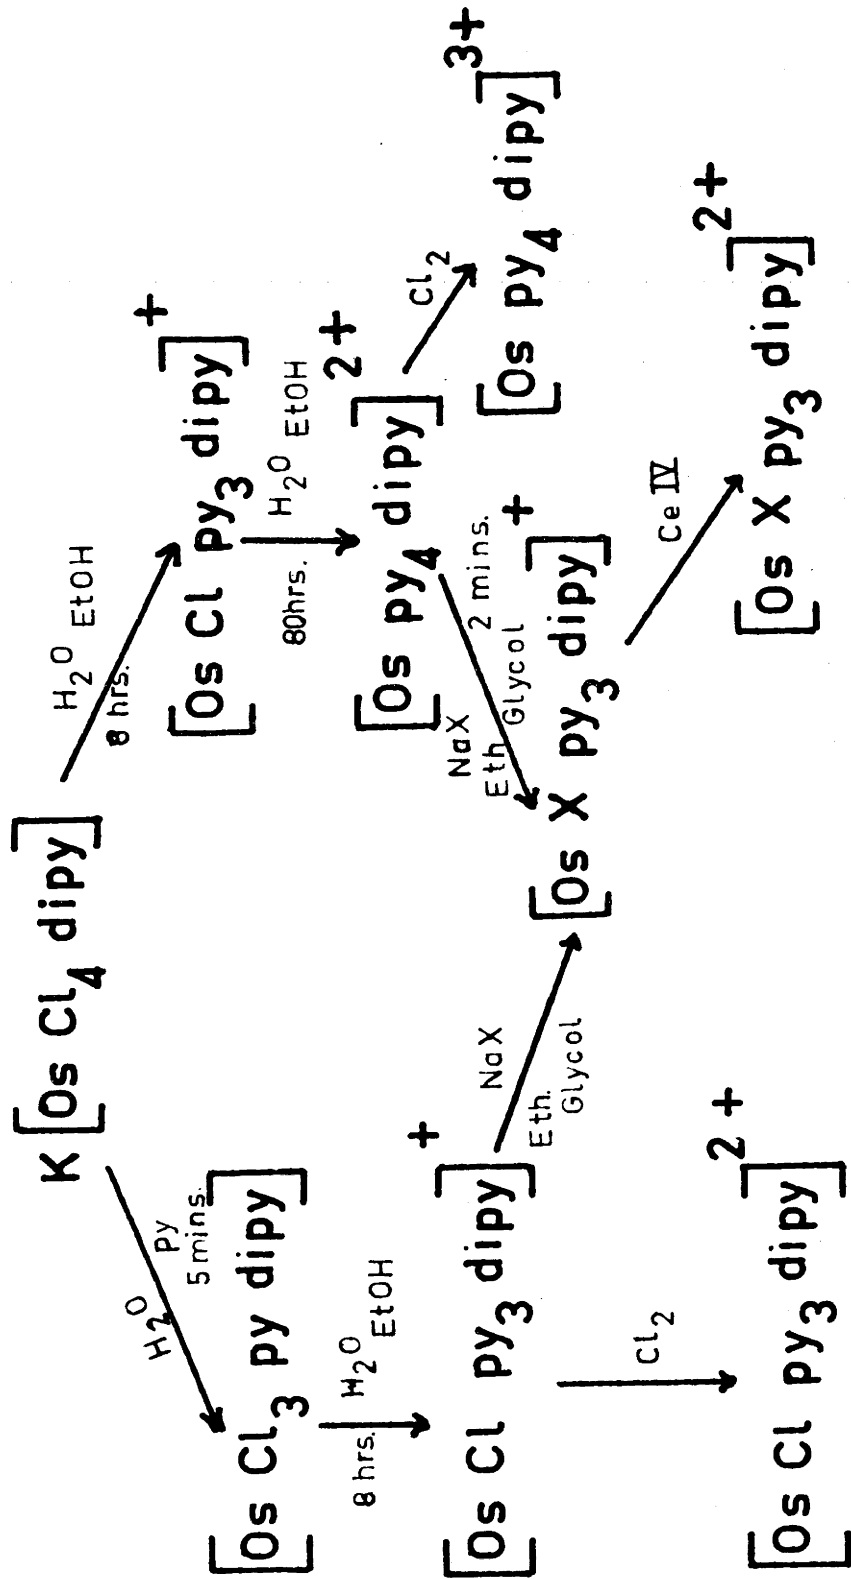 K[Os Cl4 dipy]
H2O
Py
5 mins.
H2O EtOH
8 hrs.
[Os Cl3 py dipy]
[Os Cl py3 dipy]+
8 hrs.
H2O EtOH
80hrs.
H2O EtOH
[Os Cl py3 dipy]+
[Os py4 dipy]2+
NaX
Eth. Glycol
NaX
Eth. Glycol
2 mins.
Cl2
[Os X py3 dipy]+
[Os py4 dipy]3+
Cl2
Ce IV
[Os Cl py3 dipy]2+
[Os X py3 dipy]2+